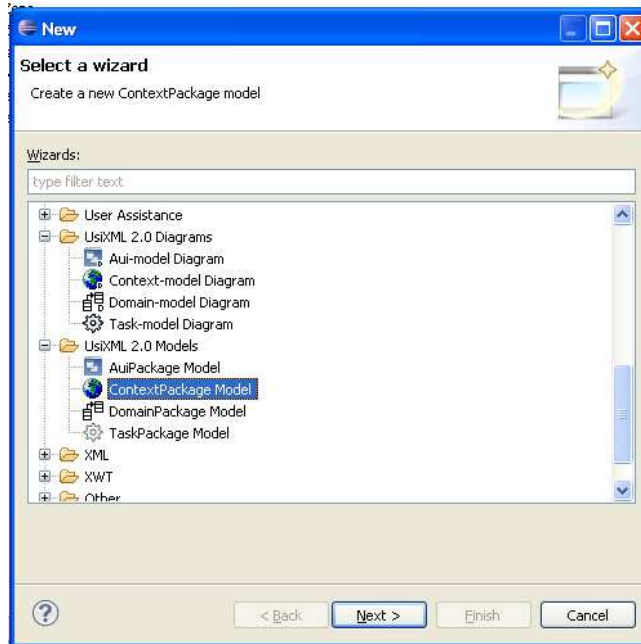 New
Select a wizard
Create a new ContextPackage model
Wizards:
type filter text
User Assistance
UsiXML 2.0 Diagrams
Aui-model Diagram
Context-model Diagram
Domain-model Diagram
Task-model Diagram
UsiXML 2.0 Models
AuiPackage Model
ContextPackage Model
DomainPackage Model
TaskPackage Model
XML
XWT
Other
? < Back Next > Finish Cancel